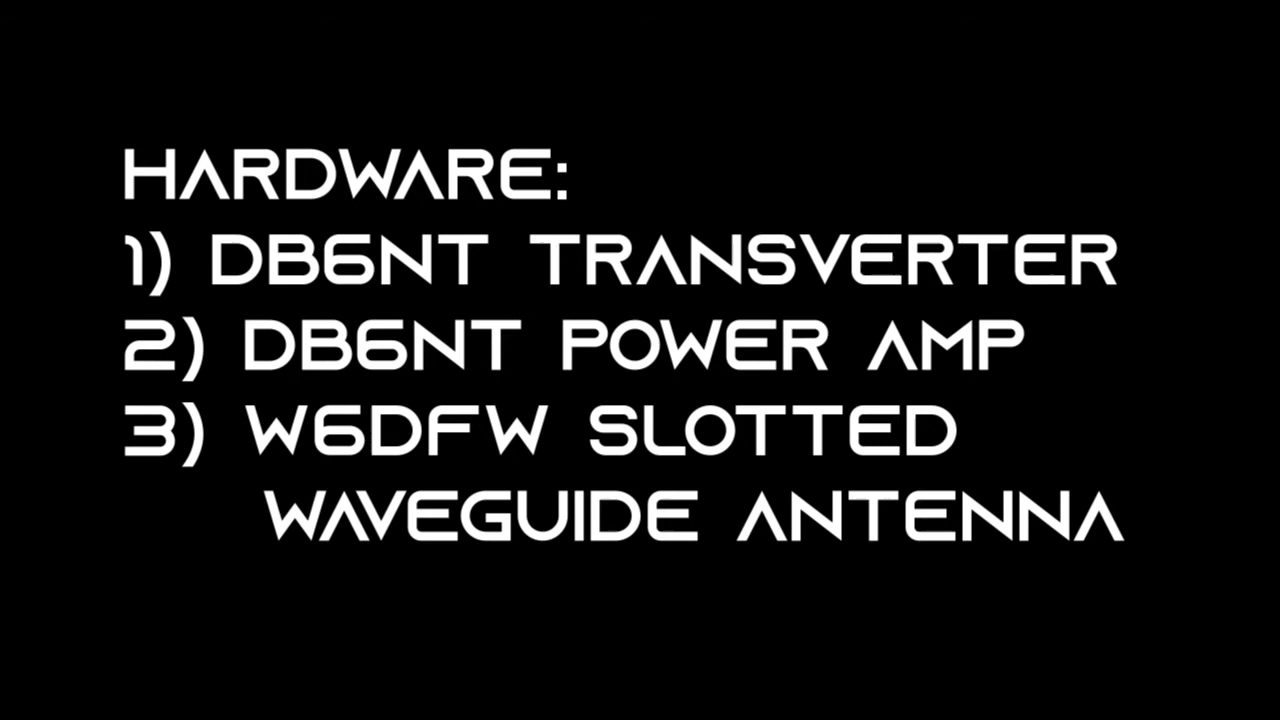 HARDWARE:
1) DB6NT TRANSVERTER
2) DB6NT POWER AMP
3) W6DFW SLOTTED
WAVEGUIDE ANTENNA